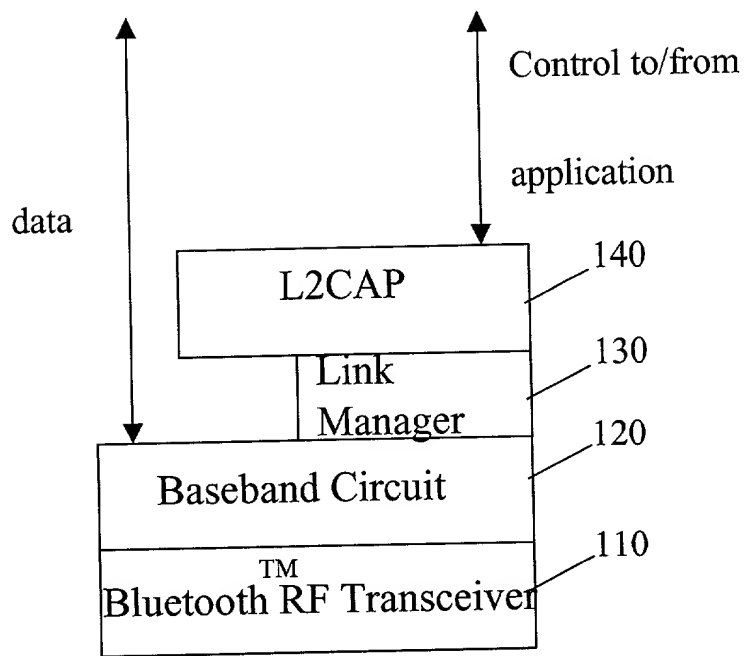 Control to/from
application
data
140
L2CAP
130
Link
Manager
120
Baseband Circuit
110
TM
Bluetooth RF Transceiver